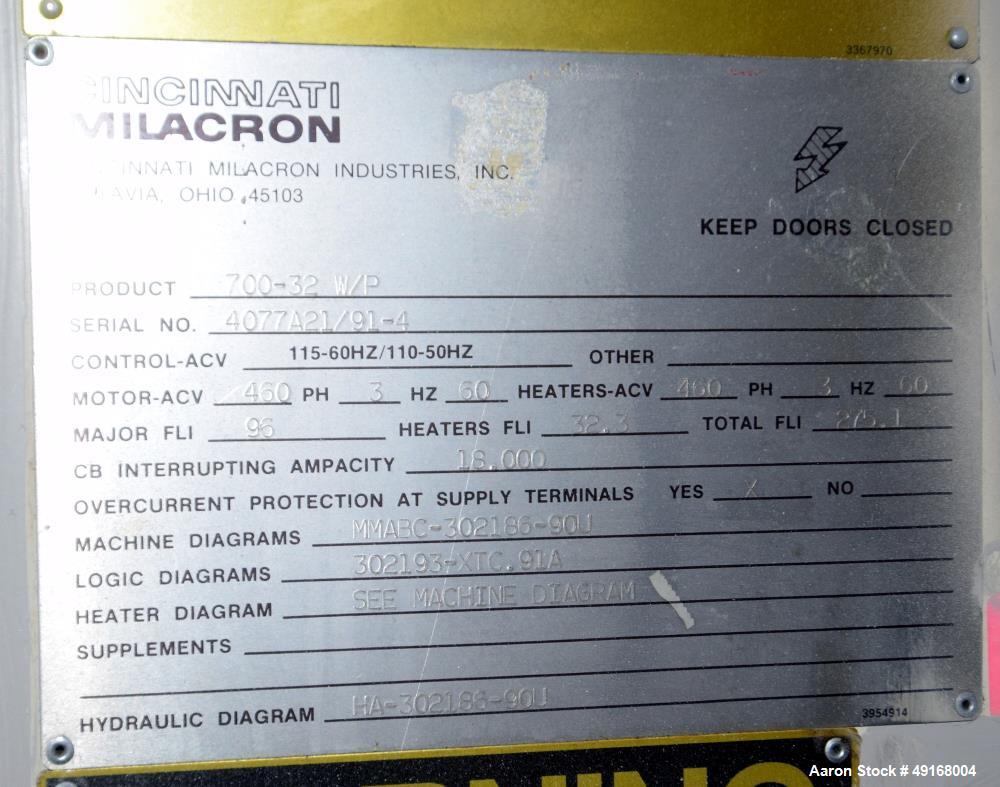 3367970
CINCINNATI
MILACRON
CINCINNATI MILACRON INDUSTRIES, INC.
OHIO 45103
KEEP DOORS CLOSED
PRODUCT 700-32 W/P
SERIAL NO. 4077A21/91-4
CONTROL-ACV 115-60HZ/110-50HZ OTHER
MOTOR-ACV 460 PH 3 HZ 60 HEATERS-ACV 460 PH 3 HZ 60
MAJOR FLI 96 HEATERS FLI 32.3 TOTAL FLI 275.1
CB INTERRUPTING AMPACITY 18,000
OVERCURRENT PROTECTION AT SUPPLY TERMINALS YES X NO
MACHINE DIAGRAMS MMABC-302186-90U
LOGIC DIAGRAMS 302193-XTC.91A
HEATER DIAGRAM SEE MACHINE DIAGRAM
SUPPLEMENTS
HYDRAULIC DIAGRAM HA-302186-90U
3954914
Aaron Stock # 49168004